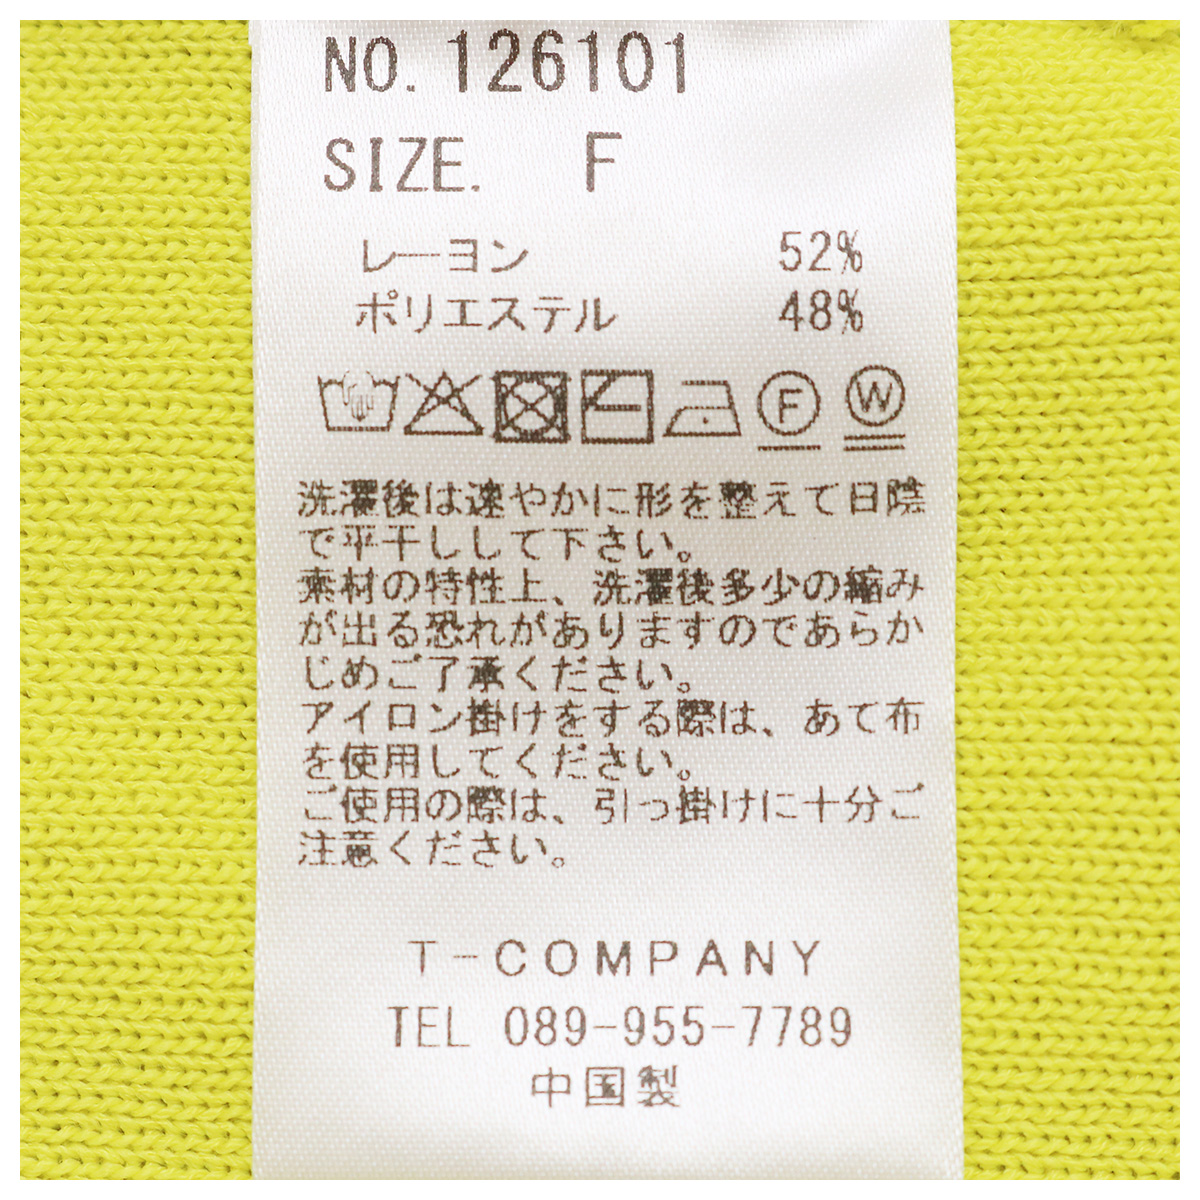 NO. 126101
SIZE. F
レーヨン 52%
ポリエステル 48%
F W
洗濯後は速やかに形を整えて日陰
で平干しして下さい。
素材の特性上、洗濯後多少の縮み
が出る恐れがありますのであらか
じめご了承ください。
アイロン掛けをする際は、あて布
を使用してください。
ご使用の際は、引っ掛けに十分ご
注意ください。
T-COMPANY
TEL 089-955-7789
中国製